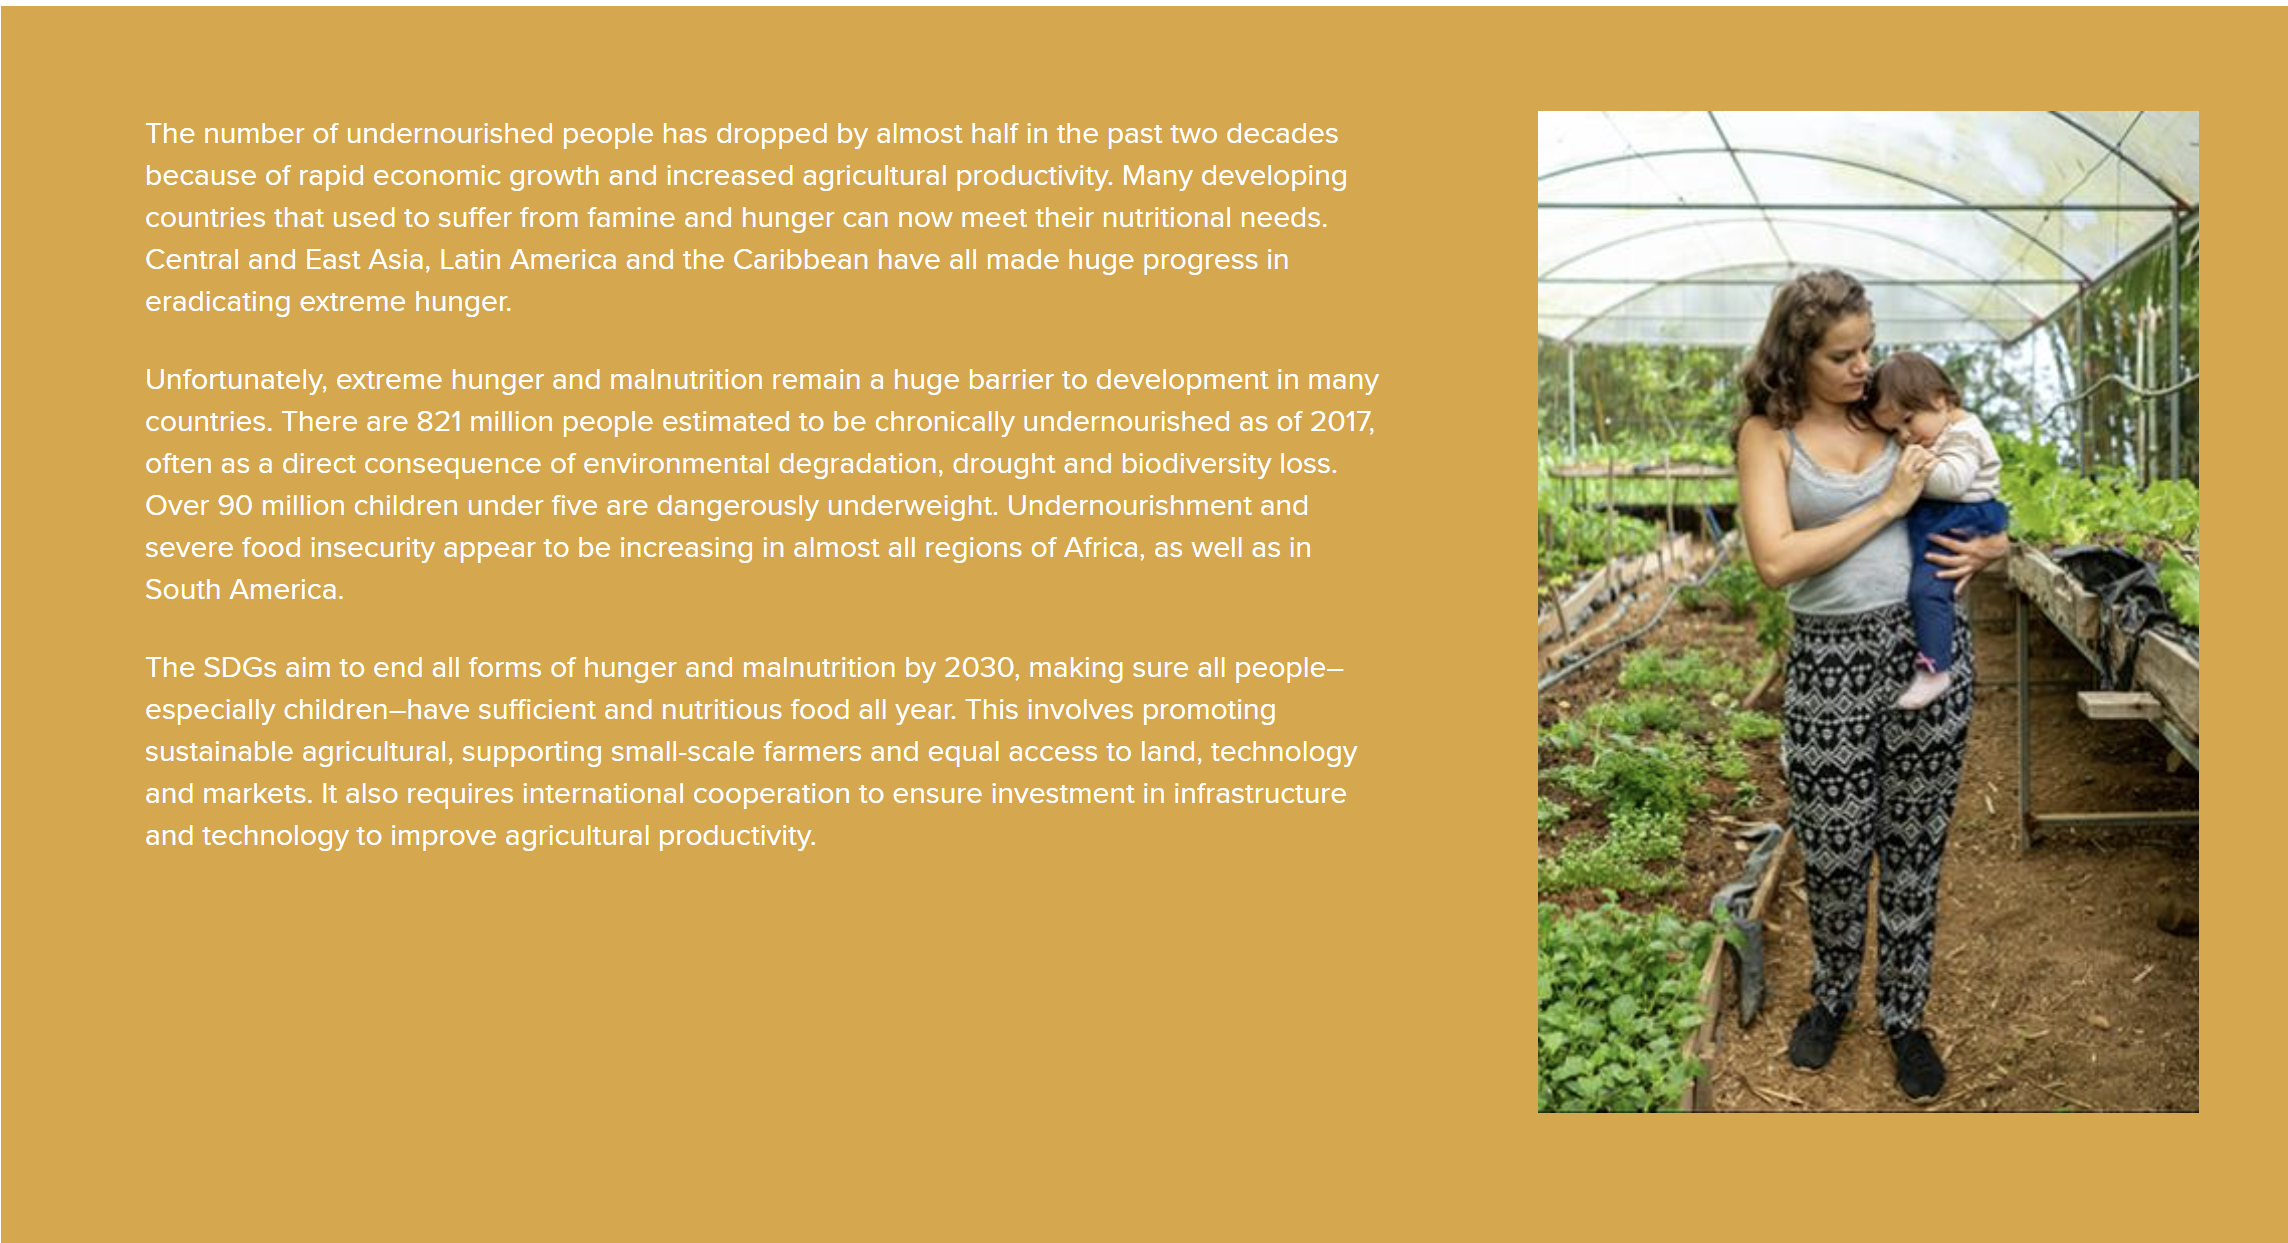 The number of undernourished people has dropped by almost half in the past two decades
because of rapid economic growth and increased agricultural productivity. Many developing
countries that used to suffer from famine and hunger can now meet their nutritional needs.
Central and East Asia, Latin America and the Caribbean have all made huge progress in
eradicating extreme hunger.
Unfortunately, extreme hunger and malnutrition remain a huge barrier to development in many
countries. There are 821 million people estimated to be chronically undernourished as of 2017,
often as a direct consequence of environmental degradation, drought and biodiversity loss.
Over 90 million children under five are dangerously underweight. Undernourishment and
severe food insecurity appear to be increasing in almost all regions of Africa, as well as in
South America.
The SDGs aim to end all forms of hunger and malnutrition by 2030, making sure all people–
especially children–have sufficient and nutritious food all year. This involves promoting
sustainable agricultural, supporting small-scale farmers and equal access to land, technology
and markets. It also requires international cooperation to ensure investment in infrastructure
and technology to improve agricultural productivity.